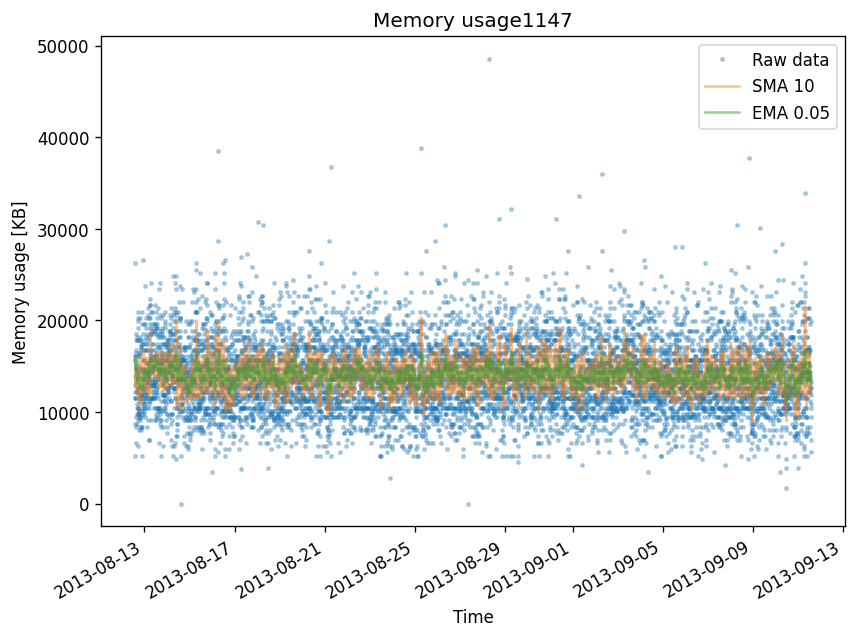 Memory usage1147
50000
40000
30000
20000
10000
0
Memory usage [KB]
Raw data
SMA 10
EMA 0.05
2013-08-13
2013-08-17
2013-08-21
2013-08-25
2013-08-29
2013-09-01
2013-09-05
2013-09-09
2013-09-13
Time